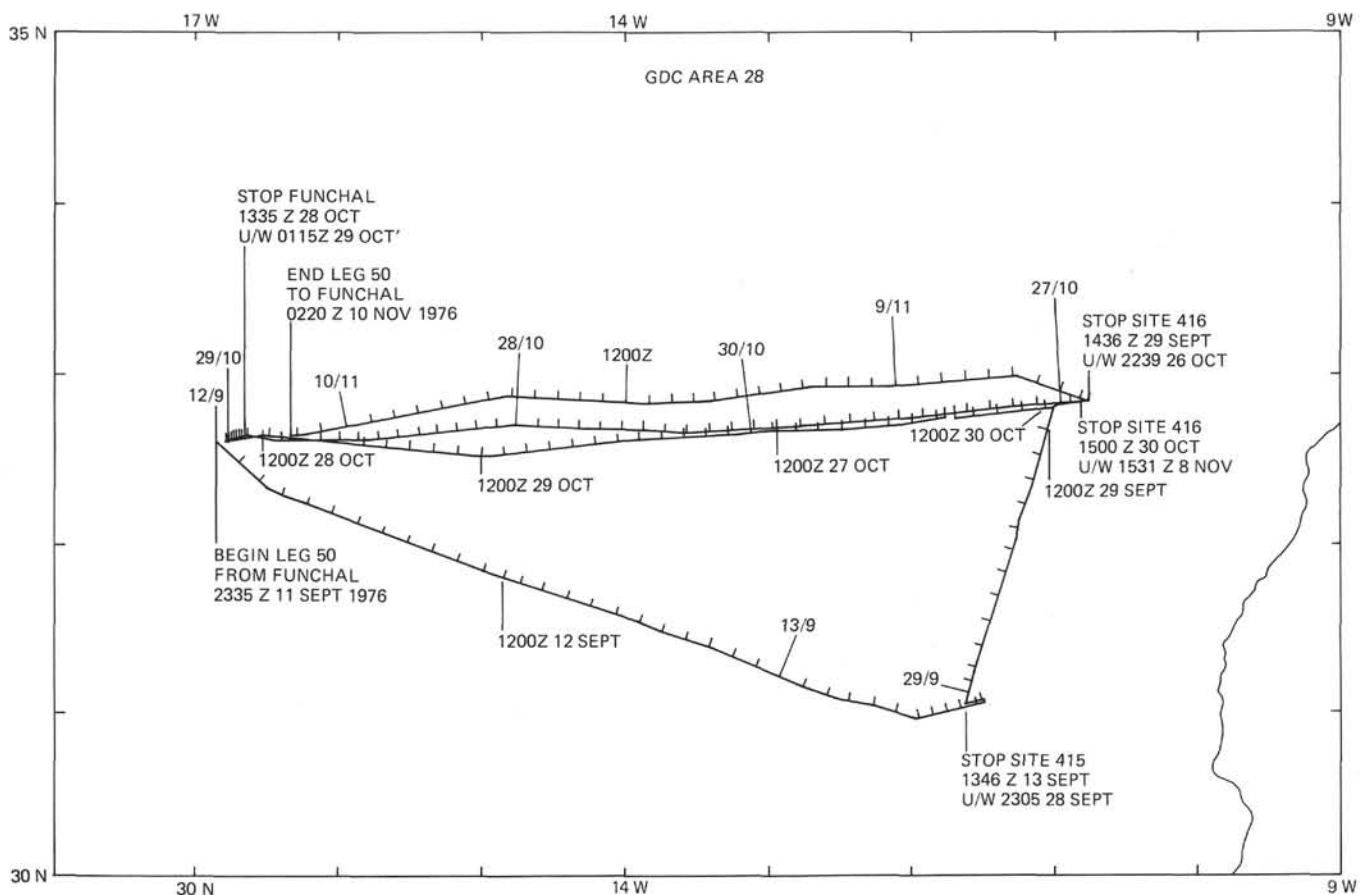 17 W
14 W
9W
35 N
GDC AREA 28
STOP FUNCHAL
1335 Z 28 OCT
U/W 0115Z 29 OCT'
END LEG 50
TO FUNCHAL
0220 Z 10 NOV 1976
27/10
9/11
STOP SITE 416
1436 Z 29 SEPT
U/W 2239 26 OCT
28/10
1200Z
30/10
29/10
12/9
10/11
1200Z 28 OCT
1200Z 29 OCT
1200Z 27 OCT
1200Z 30 OCT
STOP SITE 416
1500 Z 30 OCT
U/W 1531 Z 8 NOV
1200Z 29 SEPT
BEGIN LEG 50
FROM FUNCHAL
2335 Z 11 SEPT 1976
1200Z 12 SEPT
13/9
29/9
STOP SITE 415
1346 Z 13 SEPT
U/W 2305 28 SEPT
30 N
30 N
14 W
9 W